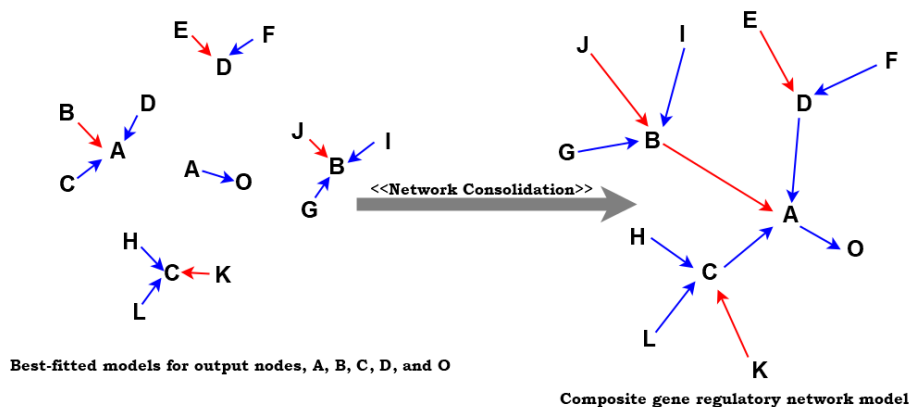 E F
D
B D
A
C
A O
J I
B
G
H
C K
L
<<Network Consolidation>>
J I
E
F
D
G B
A
H O
C
L
K
Best-fitted models for output nodes, A, B, C, D, and O
Composite gene regulatory network model